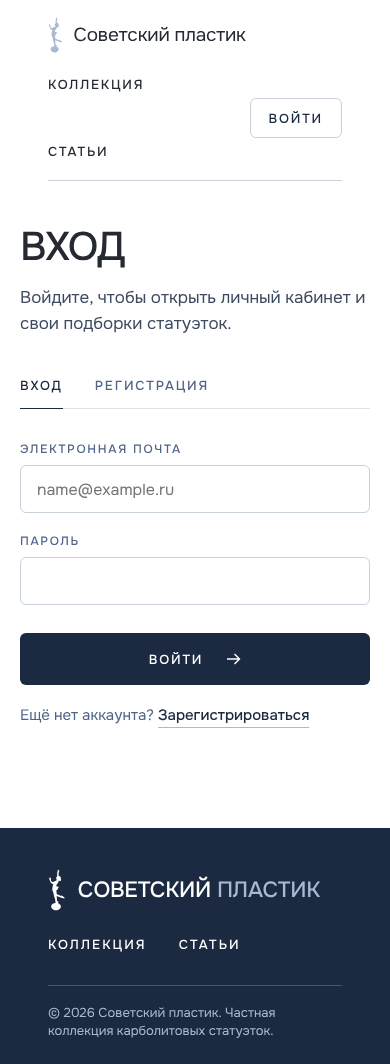 Советский пластик
КОЛЛЕКЦИЯ
ВОЙТИ
СТАТЬИ
ВХОД
Войдите, чтобы открыть личный кабинет и
свои подборки статуэток.
ВХОД РЕГИСТРАЦИЯ
ЭЛЕКТРОННАЯ ПОЧТА
name@example.ru
ПАРОЛЬ
ВОЙТИ →
Ещё нет аккаунта? Зарегистрироваться
СОВЕТСКИЙ ПЛАСТИК
КОЛЛЕКЦИЯ СТАТЬИ
© 2026 Советский пластик. Частная
коллекция карболитовых статуэток.